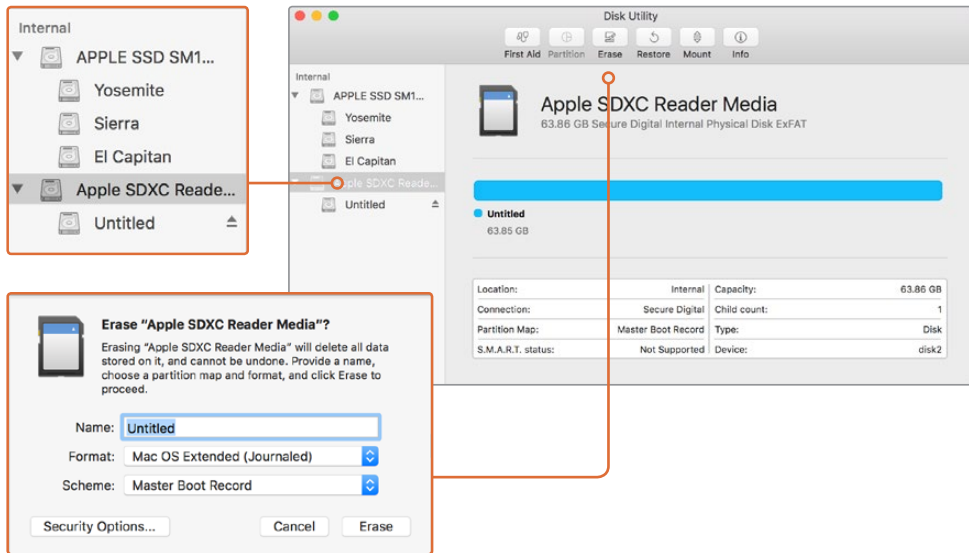 Internal
APPLE SSD SM1...
Yosemite
Sierra
El Capitan
Apple SDXC Reade...
Untitled
Disk Utility
First Aid Partition Erase Restore Mount Info
Internal
APPLE SSD SM1...
Yosemite
Sierra
El Capitan
ple SDXC Reade...
Untitled
Apple SDXC Reader Media
63.86 GB Secure Digital Internal Physical Disk ExFAT
Untitled
63.85 GB
Location: Internal Capacity: 63.86 GB
Connection: Secure Digital Child count: 1
Partition Map: Master Boot Record Type: Disk
S.M.A.R.T. status: Not Supported Device: disk2
Erase “Apple SDXC Reader Media”?
Erasing “Apple SDXC Reader Media” will delete all data
stored on it, and cannot be undone. Provide a name,
choose a partition map and format, and click Erase to
proceed.
Name: Untitled
Format: Mac OS Extended (Journaled)
Scheme: Master Boot Record
Security Options... Cancel Erase